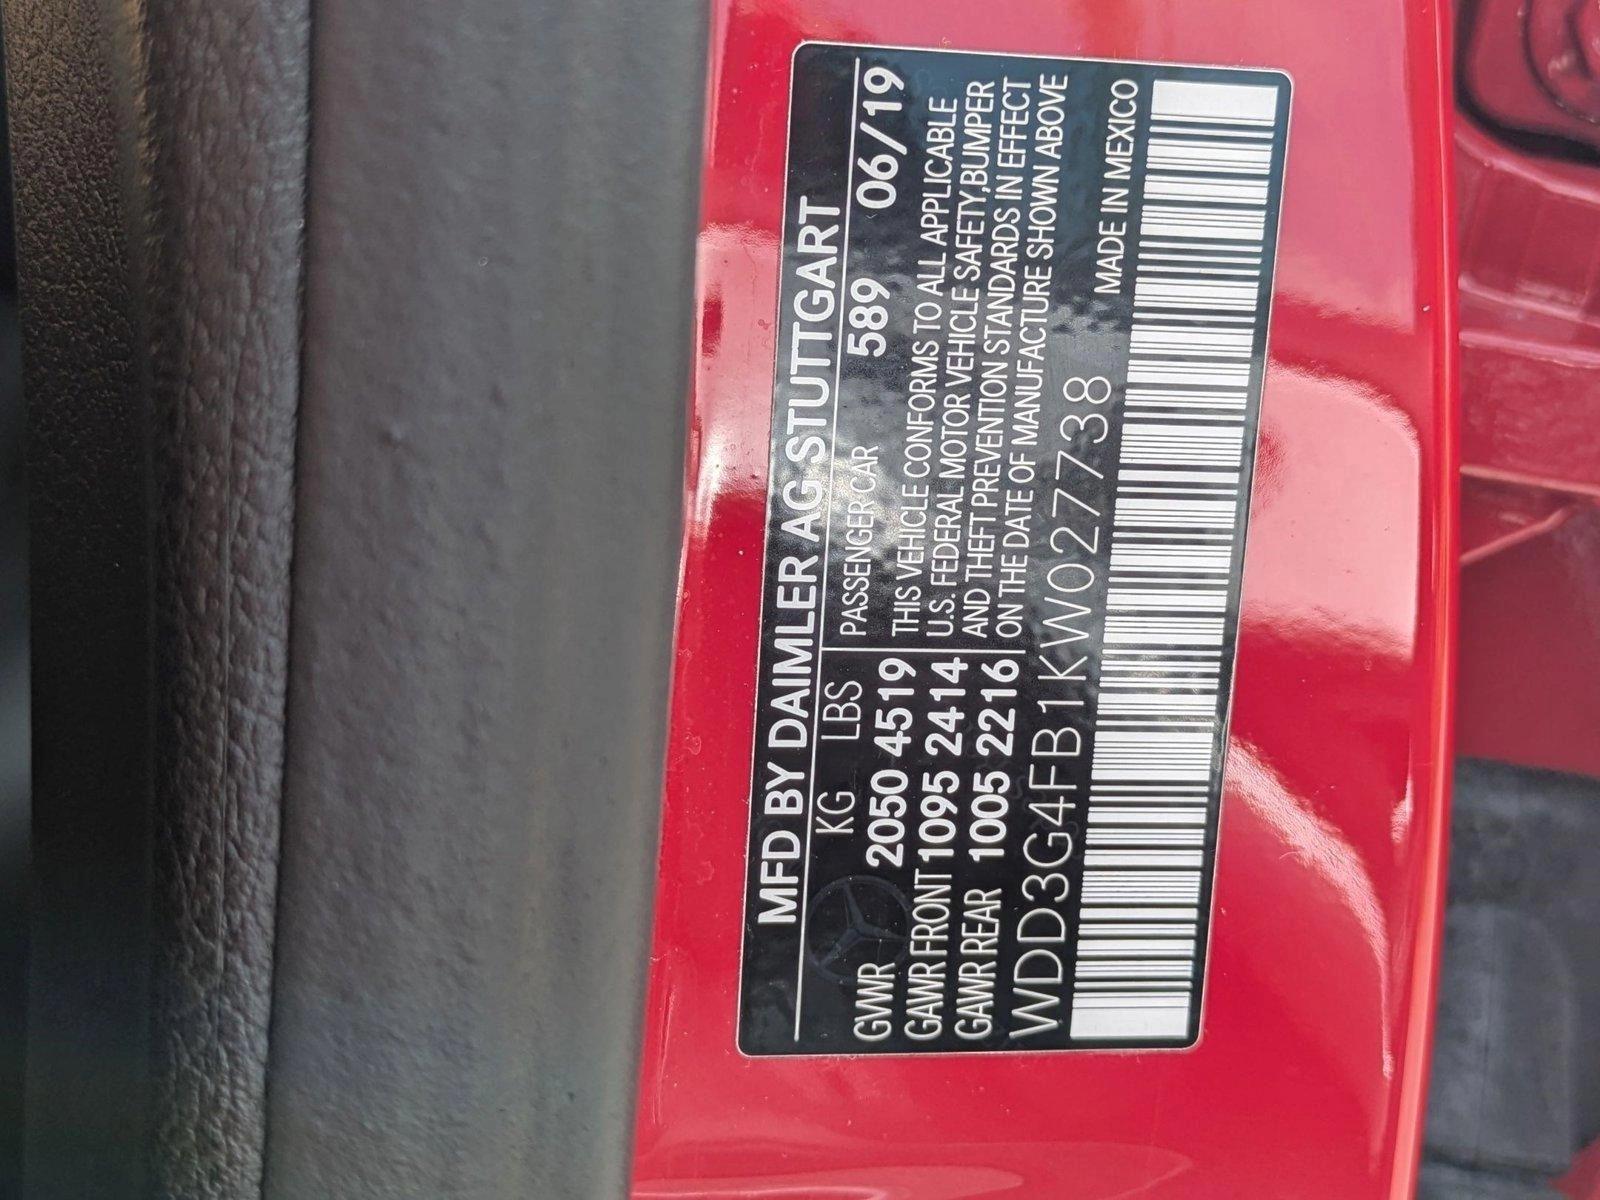 MFD BY DAIMLER AG·STUTTGART
KG LBS PASSENGER CAR 589 06/19
GVWR 2050 4519 THIS VEHICLE CONFORMS TO ALL APPLICABLE
GAWR FRONT 1095 2414 U.S. FEDERAL MOTOR VEHICLE SAFETY,BUMPER
GAWR REAR 1005 2216 AND THEFT PREVENTION STANDARDS IN EFFECT
ON THE DATE OF MANUFACTURE SHOWN ABOVE
WDD3G4FB1KW027738 MADE IN MEXICO